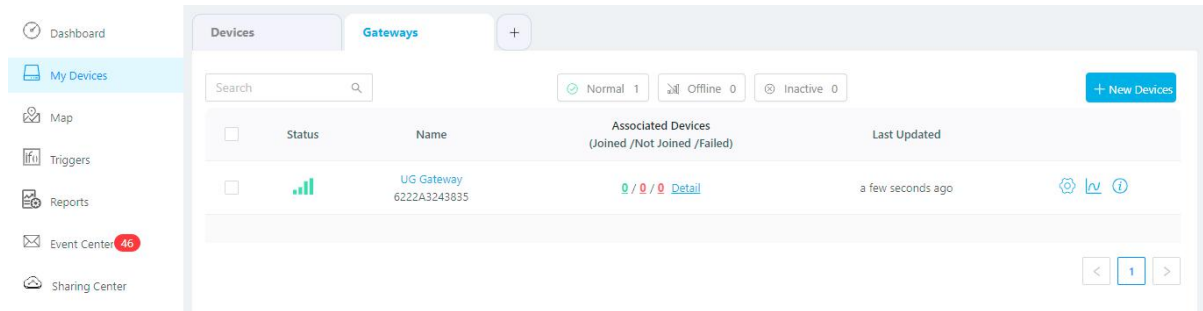 Dashboard
My Devices
Map
Triggers
Reports
Event Center 46
Sharing Center
Devices
Gateways
+
Search
Normal 1
Offline 0
Inactive 0
+ New Devices
Status
Name
Associated Devices
(Joined /Not Joined /Failed)
Last Updated
UG Gateway
6222A3243835
0 / 0 / 0 Detail
a few seconds ago
< 1 >